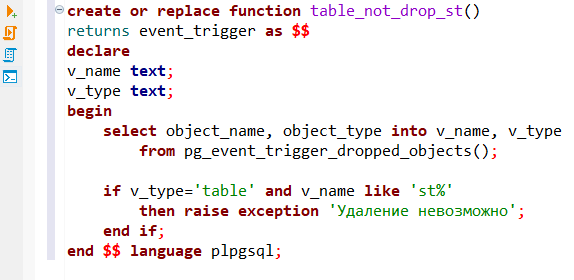 create or replace function table_not_drop_st()
returns event_trigger as $$
declare
v_name text;
v_type text;
begin
select object_name, object_type into v_name, v_type
from pg_event_trigger_dropped_objects();
if v_type='table' and v_name like 'st%'
then raise exception 'Удаление невозможно';
end if;
end $$ language plpgsql;